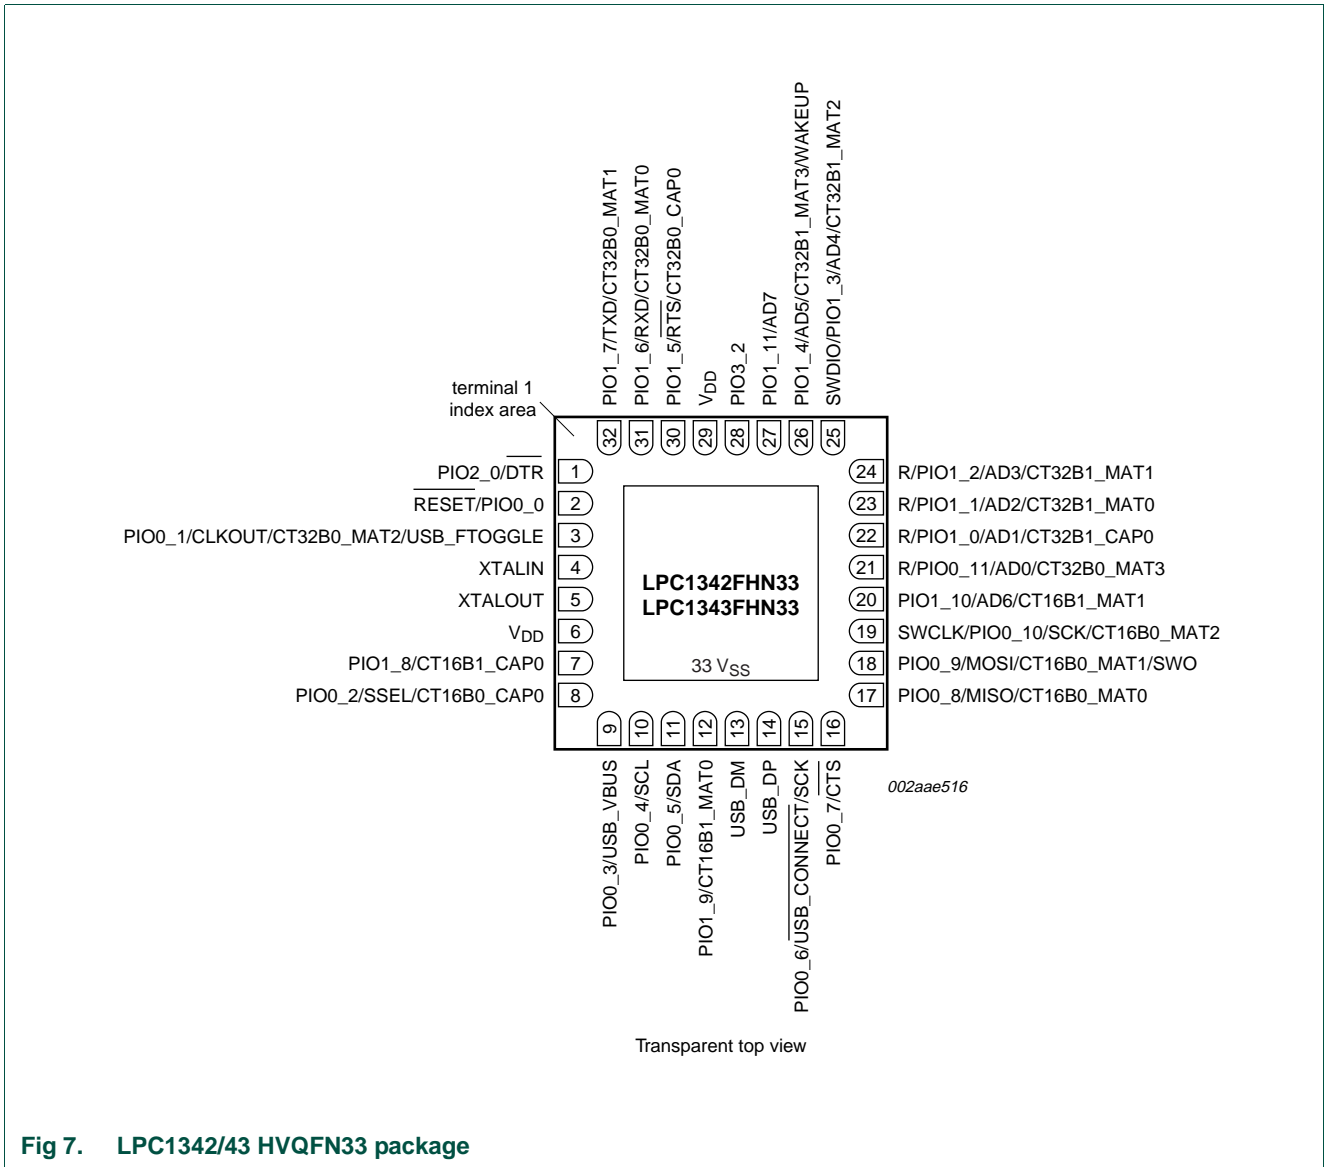 PIO1_7/TXD/CT32B0_MAT1
PIO1_6/RXD/CT32B0_MAT0
PIO1_5/RTS/CT32B0_CAP0
VDD
PIO3_2
PIO1_11/AD7
PIO1_4/AD5/CT32B1_MAT3/WAKEUP
SWDIO/PIO1_3/AD4/CT32B1_MAT2
terminal 1
index area
32
31
30
29
28
27
26
25
PIO2_0/DTR 1
RESET/PIO0_0 2
PIO0_1/CLKOUT/CT32B0_MAT2/USB_FTOGGLE 3
XTALIN 4
XTALOUT 5
VDD 6
PIO1_8/CT16B1_CAP0 7
PIO0_2/SSEL/CT16B0_CAP0 8
LPC1342FHN33
LPC1343FHN33
33 VSS
24 R/PIO1_2/AD3/CT32B1_MAT1
23 R/PIO1_1/AD2/CT32B1_MAT0
22 R/PIO1_0/AD1/CT32B1_CAP0
21 R/PIO0_11/AD0/CT32B0_MAT3
20 PIO1_10/AD6/CT16B1_MAT1
19 SWCLK/PIO0_10/SCK/CT16B0_MAT2
18 PIO0_9/MOSI/CT16B0_MAT1/SWO
17 PIO0_8/MISO/CT16B0_MAT0
9
10
11
12
13
14
15
16
PIO0_3/USB_VBUS
PIO0_4/SCL
PIO0_5/SDA
PIO1_9/CT16B1_MAT0
USB_DM
USB_DP
PIO0_6/USB_CONNECT/SCK
PIO0_7/CTS
002aae516
Transparent top view
Fig 7. LPC1342/43 HVQFN33 package